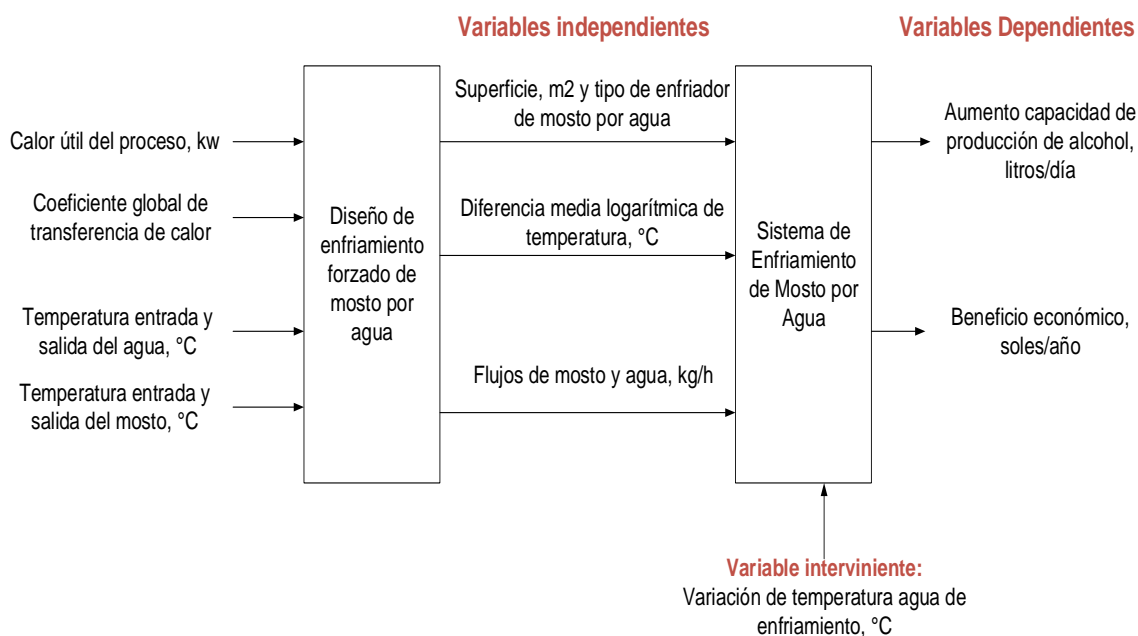 Variables independientes
Variables Dependientes
Calor útil del proceso, kw
Coeficiente global de
transferencia de calor
Temperatura entrada y
salida del agua, °C
Temperatura entrada y
salida del mosto, °C
Diseño de
enfriamiento
forzado de
mosto por
agua
Superficie, m2 y tipo de enfriador
de mosto por agua
Diferencia media logarítmica de
temperatura, °C
Flujos de mosto y agua, kg/h
Sistema de
Enfriamiento
de Mosto por
Agua
Aumento capacidad de
producción de alcohol,
litros/día
Beneficio económico,
soles/año
Variable interviniente:
Variación de temperatura agua de
enfriamiento, °C